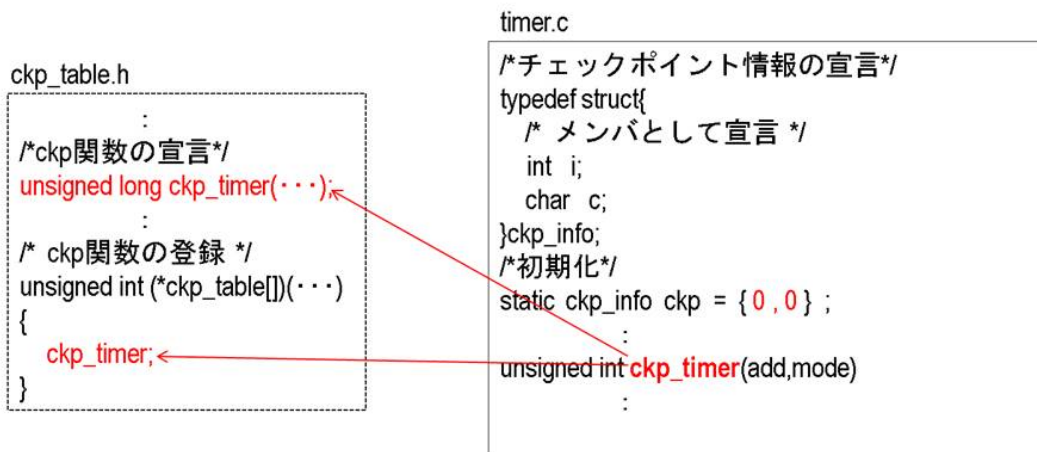 ckp_table.h
:
/*ckp関数の宣言*/
unsigned long ckp_timer(･･･);
:
/* ckp関数の登録 */
unsigned int (*ckp_table[])(･･･)
{
ckp_timer;
}
timer.c
/*チェックポイント情報の宣言*/
typedef struct{
/* メンバとして宣言 */
int i;
char c;
}ckp_info;
/*初期化*/
static ckp_info ckp = { 0 , 0 } ;
:
unsigned int ckp_timer(add,mode)
: